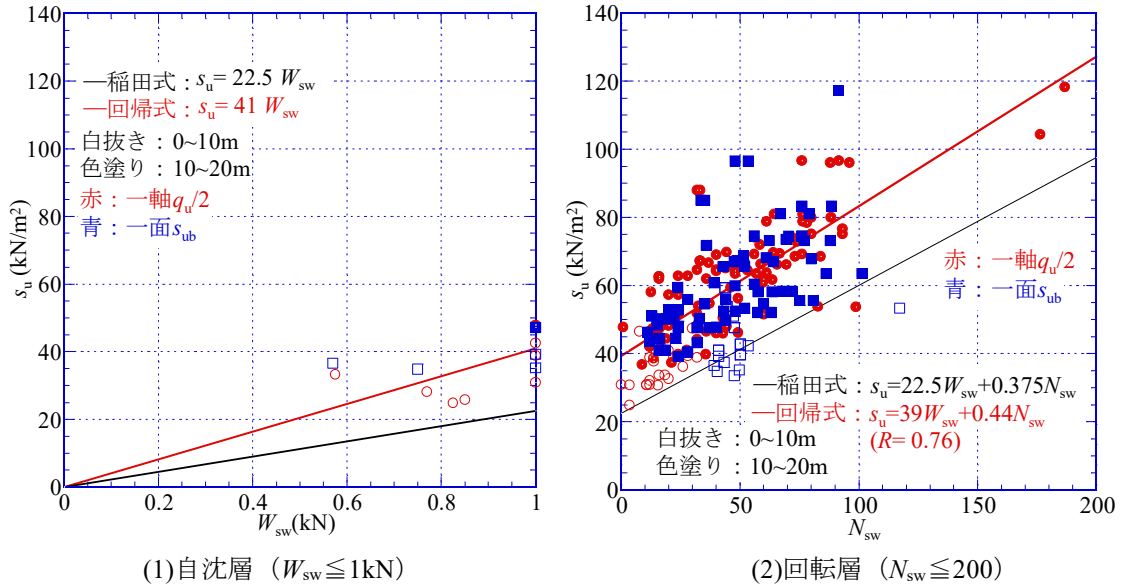 140
120
100
80
60
40
20
0
s_u (kN/m²)
—稲田式：s_u= 22.5 W_sw
—回帰式：s_u= 41 W_sw
白抜き：0~10m
色塗り：10~20m
赤：一軸q_u/2
青：一面s_ub
0 0.2 0.4 0.6 0.8 1
W_sw(kN)
(1)自沈層（W_sw≦1kN）
140
120
100
80
60
40
20
0
s_u (kN/m²)
赤：一軸q_u/2
青：一面s_ub
—稲田式：s_u=22.5W_sw+0.375N_sw
—回帰式：s_u=39W_sw+0.44N_sw
(R= 0.76)
白抜き：0~10m
色塗り：10~20m
0 50 100 150 200
N_sw
(2)回転層（N_sw≦200）